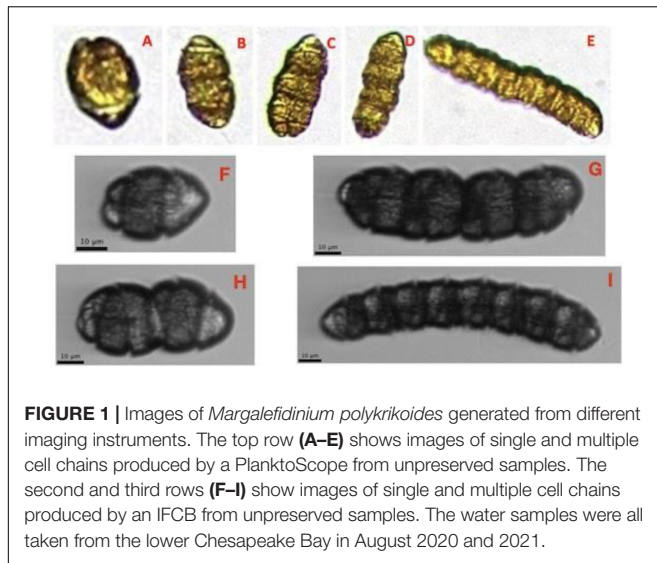 A B C D E
F G
10 µm 10 µm
H I
10 µm 10 µm
FIGURE 1 | Images of Margalefidinium polykrikoides generated from different
imaging instruments. The top row (A–E) shows images of single and multiple
cell chains produced by a PlanktoScope from unpreserved samples. The
second and third rows (F–I) show images of single and multiple cell chains
produced by an IFCB from unpreserved samples. The water samples were all
taken from the lower Chesapeake Bay in August 2020 and 2021.